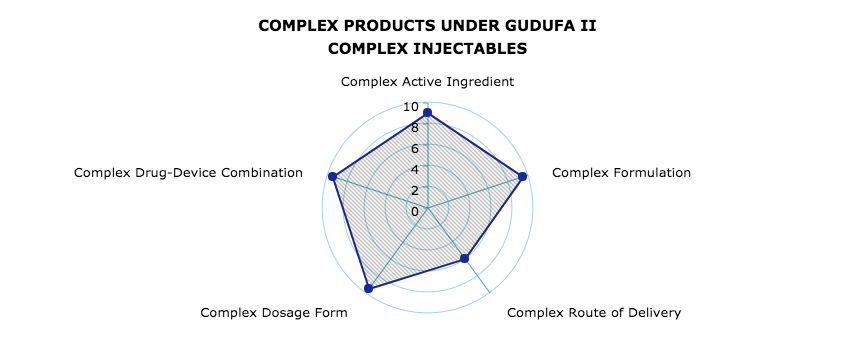 COMPLEX PRODUCTS UNDER GUDUFA II
COMPLEX INJECTABLES
Complex Active Ingredient
10
8
6
4
2
0
Complex Drug-Device Combination
Complex Formulation
Complex Dosage Form
Complex Route of Delivery